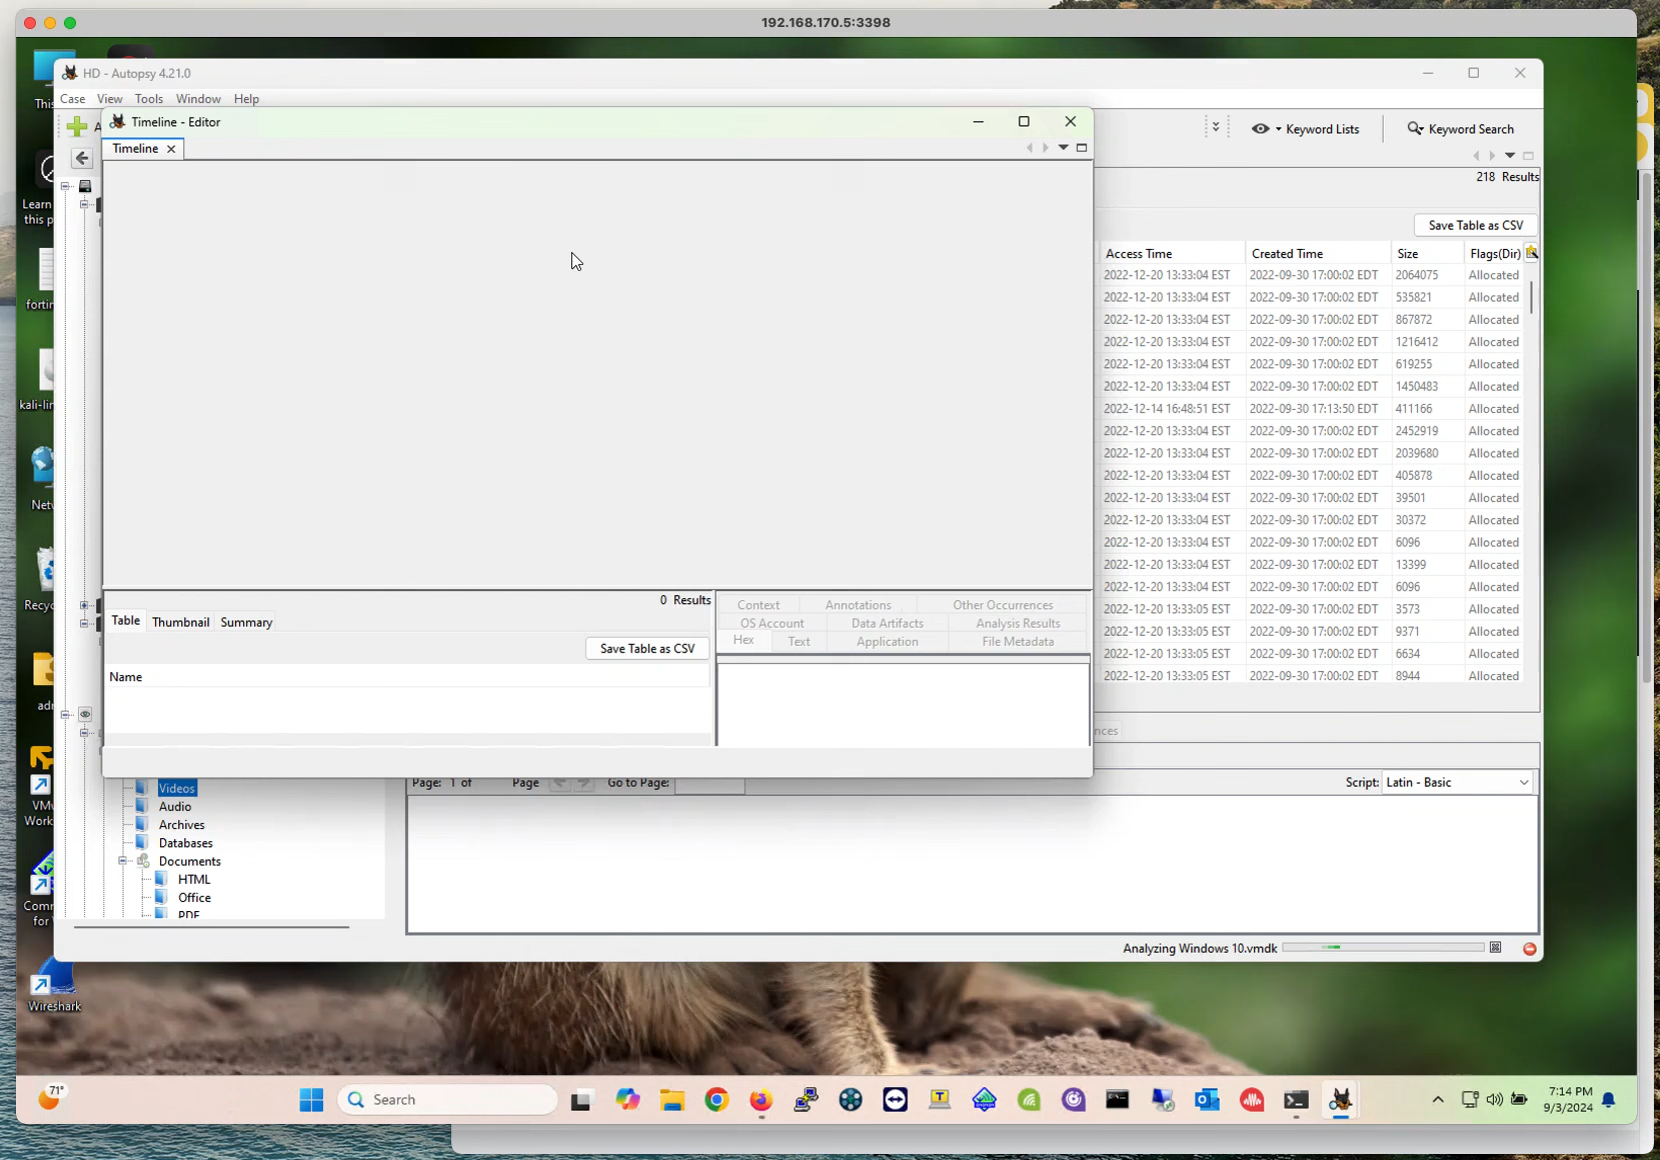 192.168.170.5:3398
HD - Autopsy 4.21.0
Case View Tools Window Help
Timeline - Editor
Keyword Lists
Keyword Search
Timeline
218 Results
Save Table as CSV
Access Time Created Time Size Flags(Dir)
2022-12-20 13:33:04 EST 2022-09-30 17:00:02 EDT 2064075 Allocated
2022-12-20 13:33:04 EST 2022-09-30 17:00:02 EDT 535821 Allocated
2022-12-20 13:33:04 EST 2022-09-30 17:00:02 EDT 867872 Allocated
2022-12-20 13:33:04 EST 2022-09-30 17:00:02 EDT 1216412 Allocated
2022-12-20 13:33:04 EST 2022-09-30 17:00:02 EDT 619255 Allocated
2022-12-20 13:33:04 EST 2022-09-30 17:00:02 EDT 1450483 Allocated
2022-12-14 16:48:51 EST 2022-09-30 17:13:50 EDT 411166 Allocated
2022-12-20 13:33:04 EST 2022-09-30 17:00:02 EDT 2452919 Allocated
2022-12-20 13:33:04 EST 2022-09-30 17:00:02 EDT 2039680 Allocated
2022-12-20 13:33:04 EST 2022-09-30 17:00:02 EDT 405878 Allocated
2022-12-20 13:33:04 EST 2022-09-30 17:00:02 EDT 39501 Allocated
2022-12-20 13:33:04 EST 2022-09-30 17:00:02 EDT 30372 Allocated
2022-12-20 13:33:04 EST 2022-09-30 17:00:02 EDT 6096 Allocated
2022-12-20 13:33:04 EST 2022-09-30 17:00:02 EDT 13399 Allocated
2022-12-20 13:33:04 EST 2022-09-30 17:00:02 EDT 6096 Allocated
2022-12-20 13:33:05 EST 2022-09-30 17:00:02 EDT 3573 Allocated
2022-12-20 13:33:05 EST 2022-09-30 17:00:02 EDT 9371 Allocated
2022-12-20 13:33:05 EST 2022-09-30 17:00:02 EDT 6634 Allocated
2022-12-20 13:33:05 EST 2022-09-30 17:00:02 EDT 8944 Allocated
0 Results
Table Thumbnail Summary
Save Table as CSV
Name
Context Annotations Other Occurrences
OS Account Data Artifacts Analysis Results
Hex Text Application File Metadata
nces
Page: 1 of Page Go to Page:
Script: Latin - Basic
Videos
Audio
Archives
Databases
Documents
HTML
Office
PDF
Analyzing Windows 10.vmdk
This
Learn
this p
fortin
kali-lin
Netw
Recyc
adm
VMw
Work
Comm
for V
Wireshark
71°
Search
7:14 PM
9/3/2024